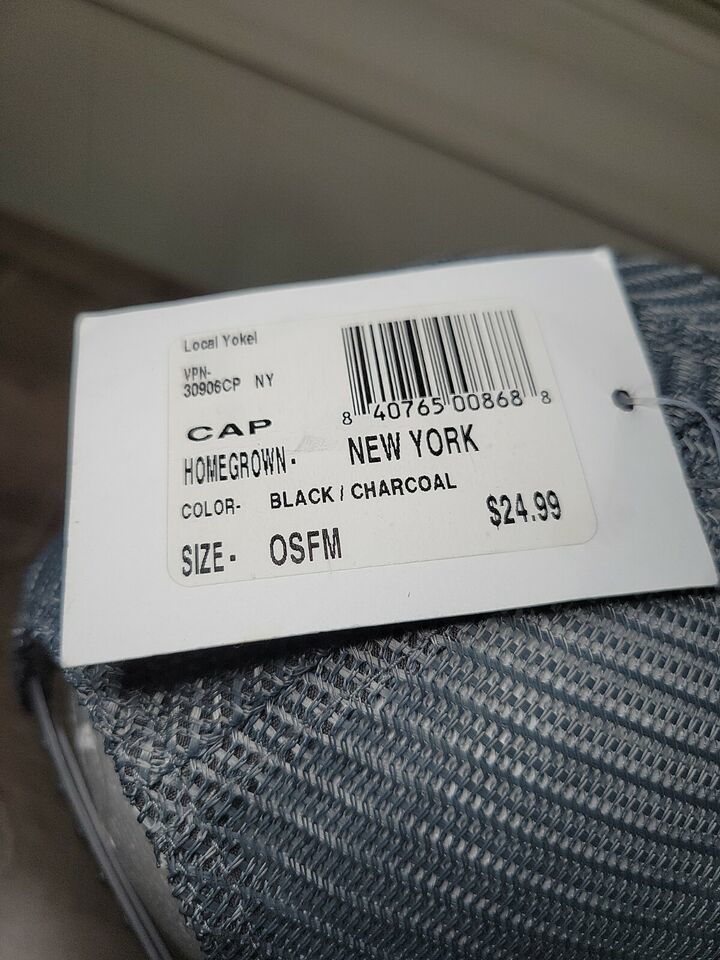 Local Yokel
VPN-
30906CP NY
8 40765 00868 8
CAP
HOMEGROWN- NEW YORK
COLOR- BLACK / CHARCOAL
$24.99
SIZE- OSFM